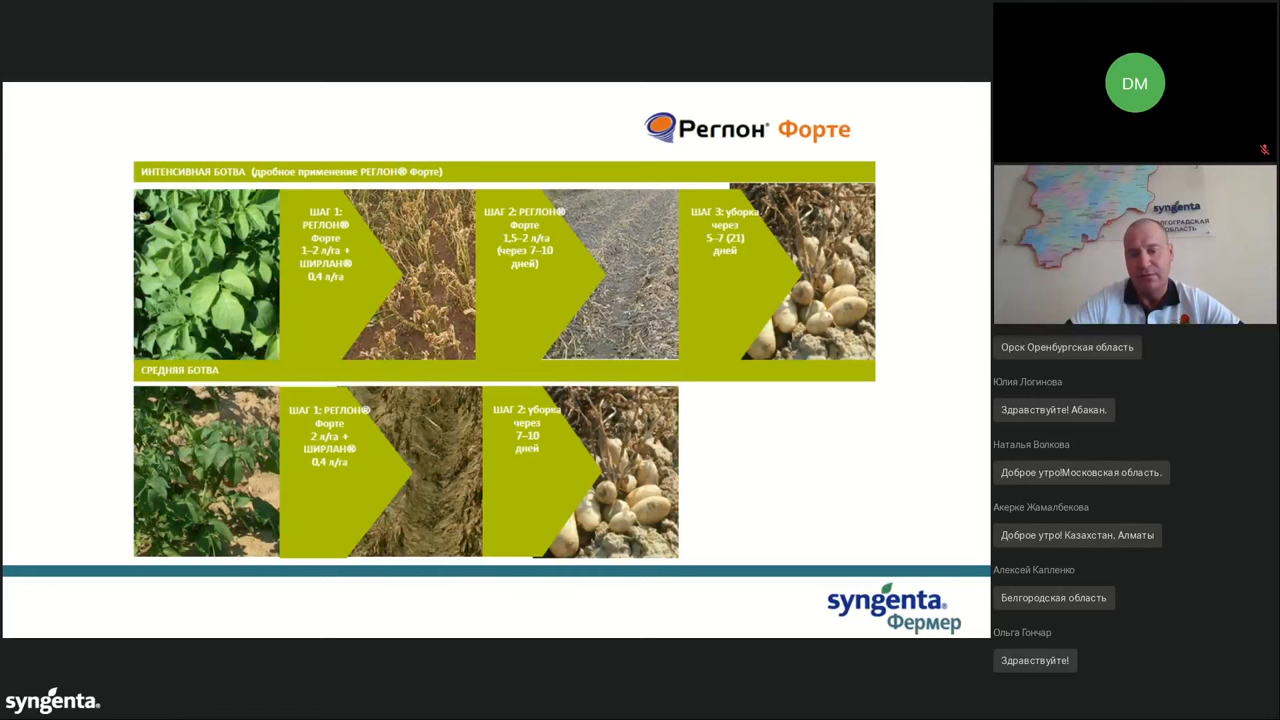 Реглон® Форте
ИНТЕНСИВНАЯ БОТВА (дробное применение РЕГЛОН® Форте)
ШАГ 1:
РЕГЛОН®
Форте
1–2 л/га +
ШИРЛАН®
0,4 л/га
ШАГ 2: РЕГЛОН®
Форте
1,5–2 л/га
(через 7–10
дней)
ШАГ 3: уборка
через
5–7 (21)
дней
СРЕДНЯЯ БОТВА
ШАГ 1: РЕГЛОН®
Форте
2 л/га +
ШИРЛАН®
0,4 л/га
ШАГ 2: уборка
через
7–10
дней
syngenta®
Фермер
syngenta®
DM
syngenta
ОБЛАСТЬ
Орск Оренбургская область
Юлия Логинова
Здравствуйте! Абакан.
Наталья Волкова
Доброе утро!Московская область.
Акерке Жамалбекова
Доброе утро! Казахстан, Алматы
Алексей Капленко
Белгородская область
Ольга Гончар
Здравствуйте!